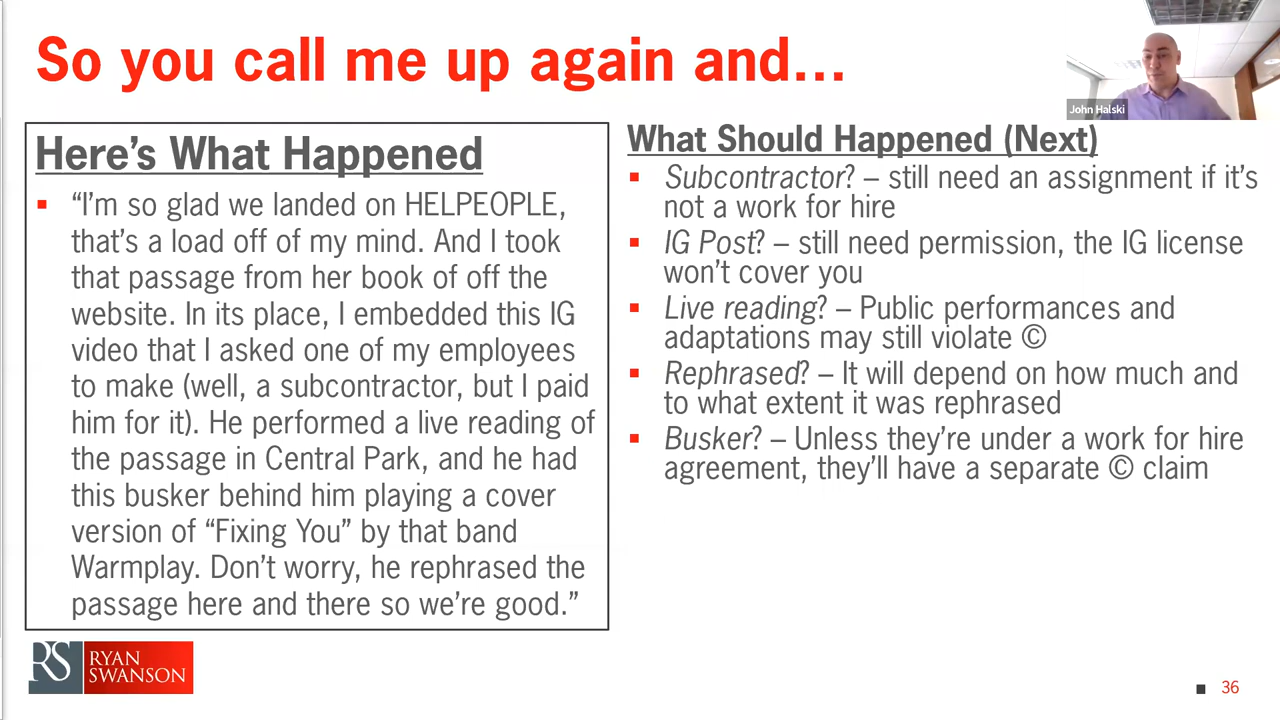 So you call me up again and…
John Halski
Here's What Happened
▪ "I'm so glad we landed on HELPEOPLE,
that's a load off of my mind. And I took
that passage from her book of off the
website. In its place, I embedded this IG
video that I asked one of my employees
to make (well, a subcontractor, but I paid
him for it). He performed a live reading of
the passage in Central Park, and he had
this busker behind him playing a cover
version of "Fixing You" by that band
Warmplay. Don't worry, he rephrased the
passage here and there so we're good."
What Should Happened (Next)
▪ Subcontractor? – still need an assignment if it's
not a work for hire
▪ IG Post? – still need permission, the IG license
won't cover you
▪ Live reading? – Public performances and
adaptations may still violate ©
▪ Rephrased? – It will depend on how much and
to what extent it was rephrased
▪ Busker? – Unless they're under a work for hire
agreement, they'll have a separate © claim
RS RYAN
SWANSON
▪ 36